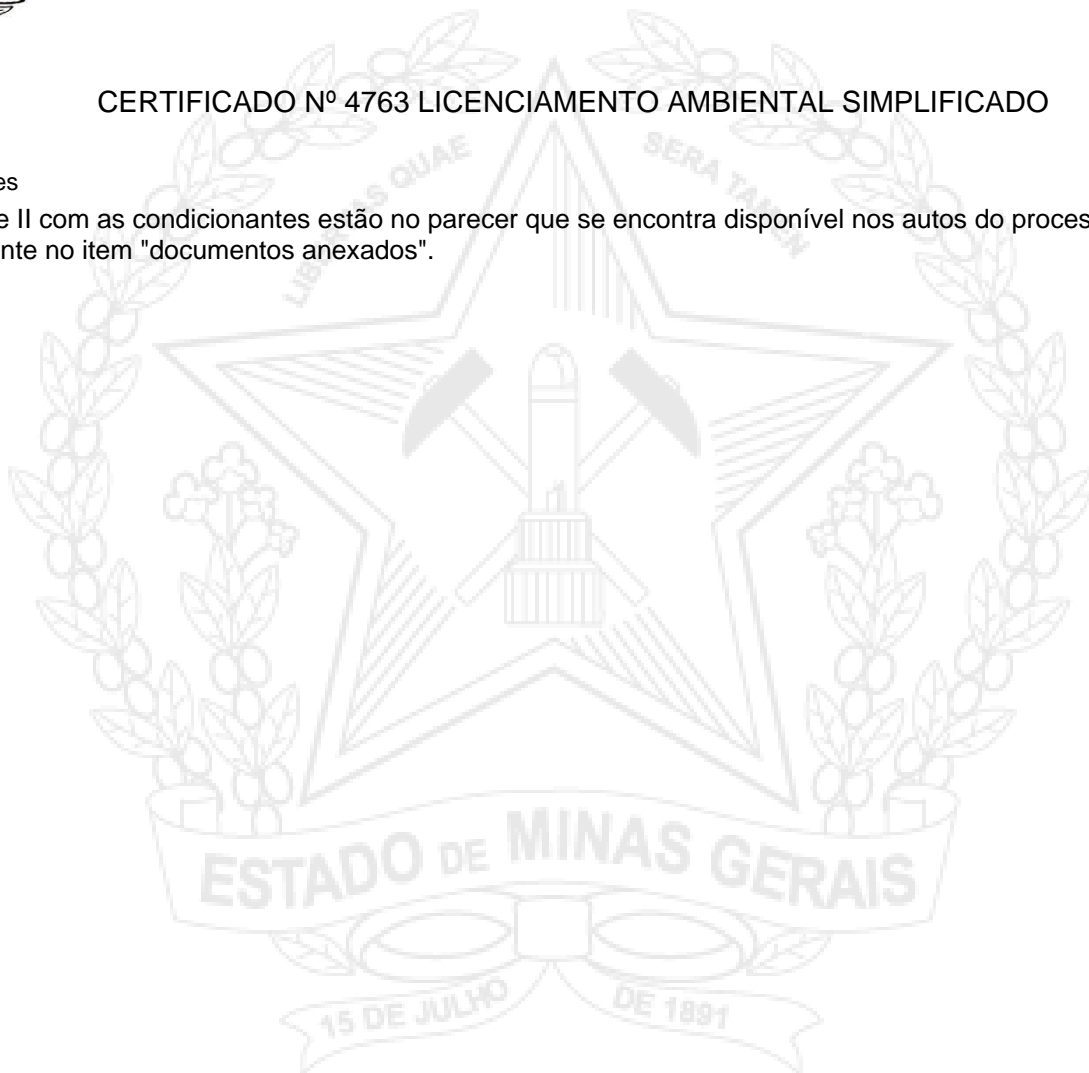 CERTIFICADO Nº 4763 LICENCIAMENTO AMBIENTAL SIMPLIFICADO
LIBERTAS QUAE SERA TAMEN
es
e II com as condicionantes estão no parecer que se encontra disponível nos autos do proces
nte no item "documentos anexados".
ESTADO DE MINAS GERAIS
15 DE JULHO DE 1891